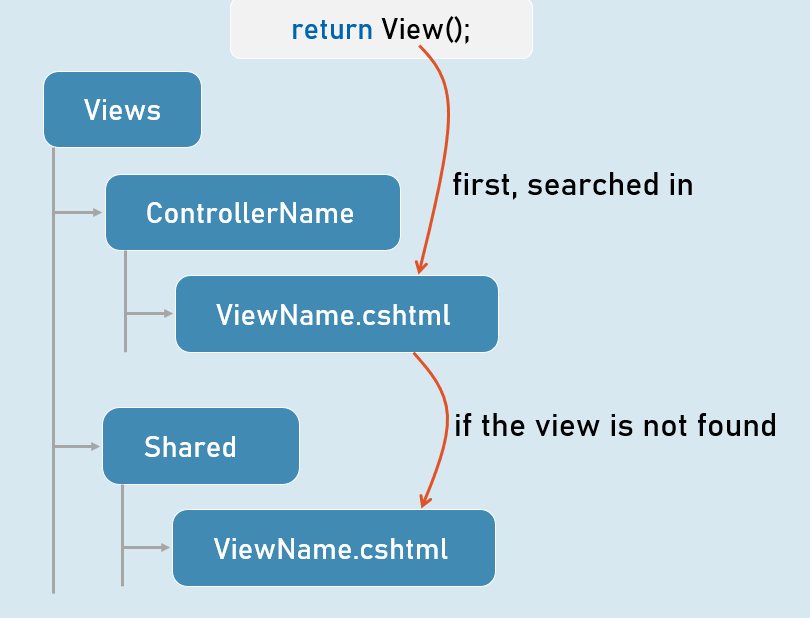 return View();
Views
first, searched in
ControllerName
ViewName.cshtml
if the view is not found
Shared
ViewName.cshtml